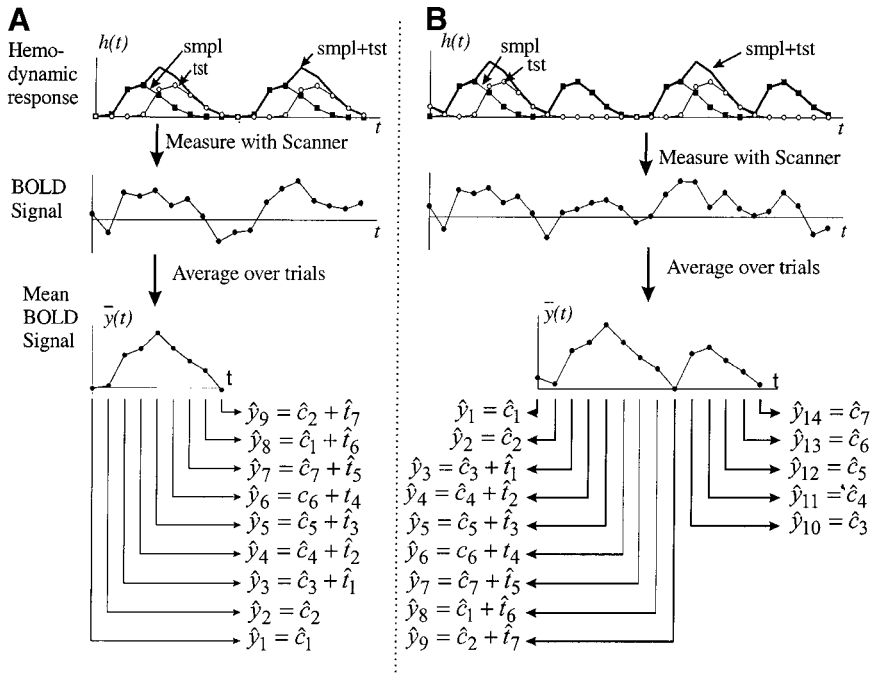 A
Hemo-
dynamic
response
h(t)
smpl
tst
smpl+tst
t
Measure with Scanner
BOLD
Signal
t
Average over trials
Mean
BOLD
Signal
ȳ(t)
t
ŷ₉ = ĉ₂ + t̂₇
ŷ₈ = ĉ₁ + t̂₆
ŷ₇ = ĉ₇ + t̂₅
ŷ₆ = c₆ + t₄
ŷ₅ = ĉ₅ + t̂₃
ŷ₄ = ĉ₄ + t̂₂
ŷ₃ = ĉ₃ + t̂₁
ŷ₂ = ĉ₂
ŷ₁ = ĉ₁
B
h(t)
smpl
tst
smpl+tst
t
Measure with Scanner
t
Average over trials
ȳ(t)
t
ŷ₁ = ĉ₁
ŷ₂ = ĉ₂
ŷ₃ = ĉ₃ + t̂₁
ŷ₄ = ĉ₄ + t̂₂
ŷ₅ = ĉ₅ + t̂₃
ŷ₆ = c₆ + t₄
ŷ₇ = ĉ₇ + t̂₅
ŷ₈ = ĉ₁ + t̂₆
ŷ₉ = ĉ₂ + t̂₇
ŷ₁₄ = ĉ₇
ŷ₁₃ = ĉ₆
ŷ₁₂ = ĉ₅
ŷ₁₁ = ĉ₄
ŷ₁₀ = ĉ₃